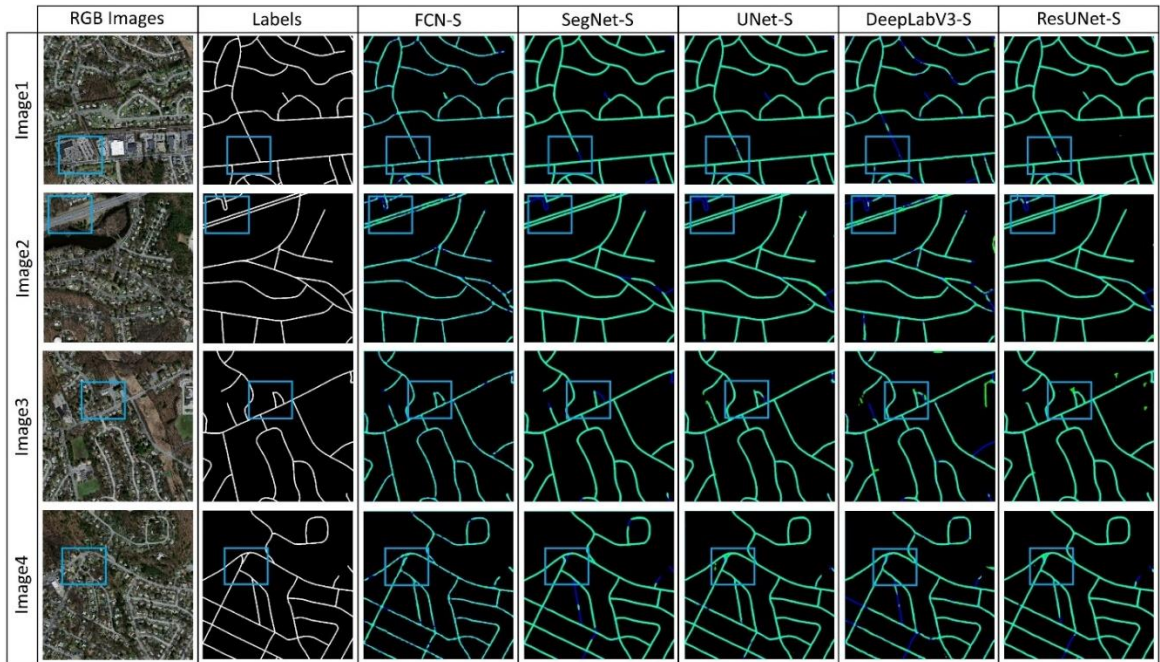 RGB Images Labels FCN-S SegNet-S UNet-S DeepLabV3-S ResUNet-S
Image1
Image2
Image3
Image4